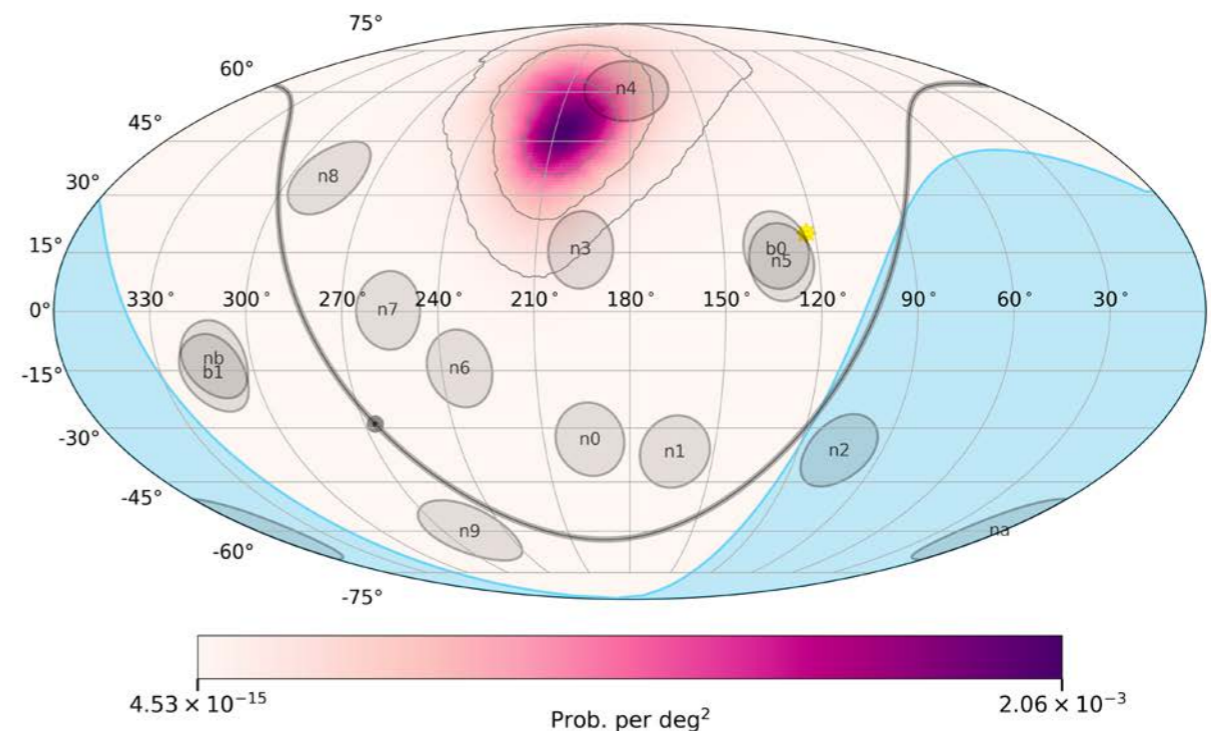 75°
60°
n4
45°
30°
n8
15°
n3
b0
n5
0°
330° 300° 270° 240° 210° 180° 150° 120° 90° 60° 30°
n7
-15°
nb
b1
n6
-30°
n0
n1
n2
-45°
n9
na
-60°
-75°
4.53 × 10⁻¹⁵
2.06 × 10⁻³
Prob. per deg²